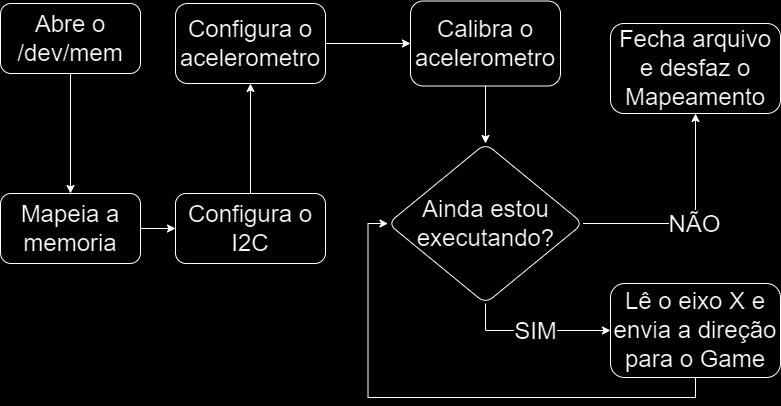 Abre o
/dev/mem
Mapeia a
memoria
Configura o
I2C
Configura o
acelerometro
Calibra o
acelerometro
Ainda estou
executando?
NÃO
Fecha arquivo
e desfaz o
Mapeamento
SIM
Lê o eixo X e
envia a direção
para o Game